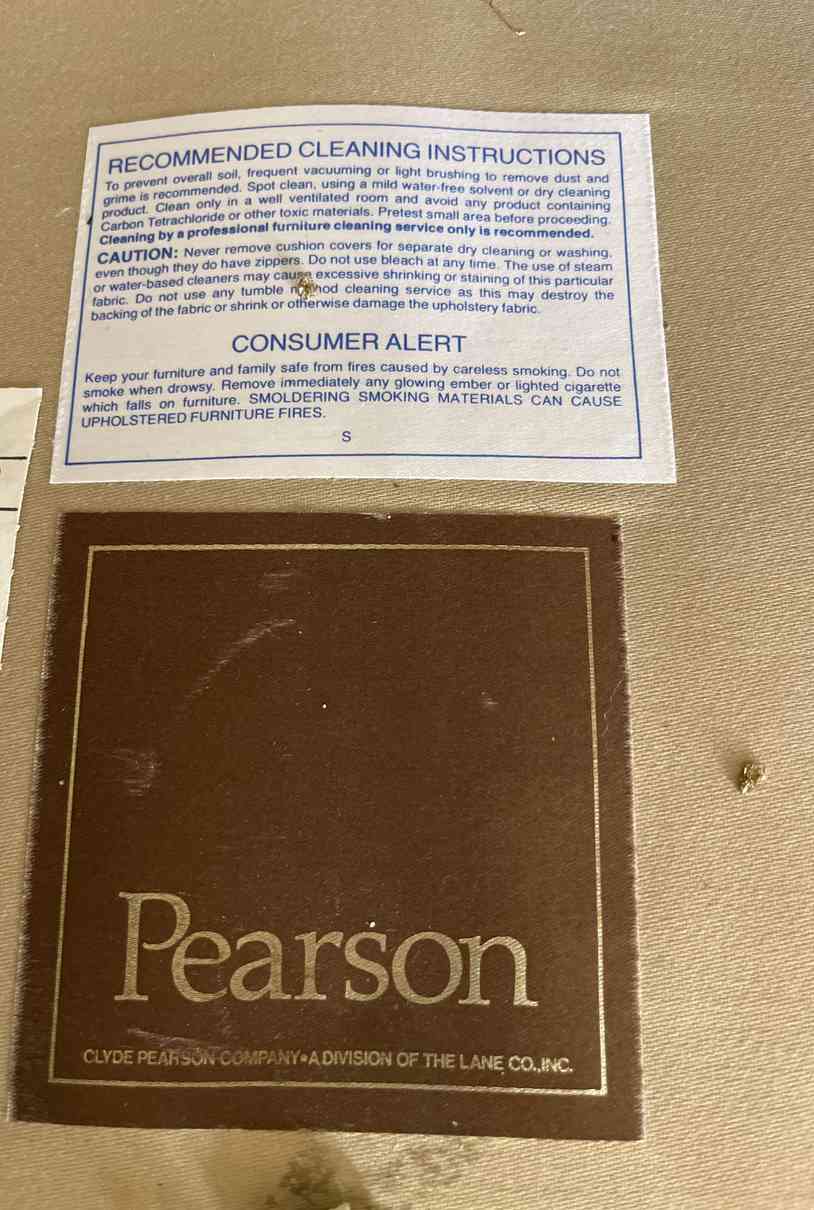 RECOMMENDED CLEANING INSTRUCTIONS
To prevent overall soil, frequent vacuuming or light brushing to remove dust and
grime is recommended. Spot clean, using a mild water-free solvent or dry cleaning
product. Clean only in a well ventilated room and avoid any product containing
Carbon Tetrachloride or other toxic materials. Pretest small area before proceeding.
Cleaning by a professional furniture cleaning service only is recommended.
CAUTION: Never remove cushion covers for separate dry cleaning or washing,
even though they do have zippers. Do not use bleach at any time. The use of steam
or water-based cleaners may cause excessive shrinking or staining of this particular
fabric. Do not use any tumble cleaning service as this may destroy the
backing of the fabric or shrink or otherwise damage the upholstery fabric.
CONSUMER ALERT
Keep your furniture and family safe from fires caused by careless smoking. Do not
smoke when drowsy. Remove immediately any glowing ember or lighted cigarette
which falls on furniture. SMOLDERING SMOKING MATERIALS CAN CAUSE
UPHOLSTERED FURNITURE FIRES.
S
Pearson
CLYDE PEARSON COMPANY•A DIVISION OF THE LANE CO.,INC.